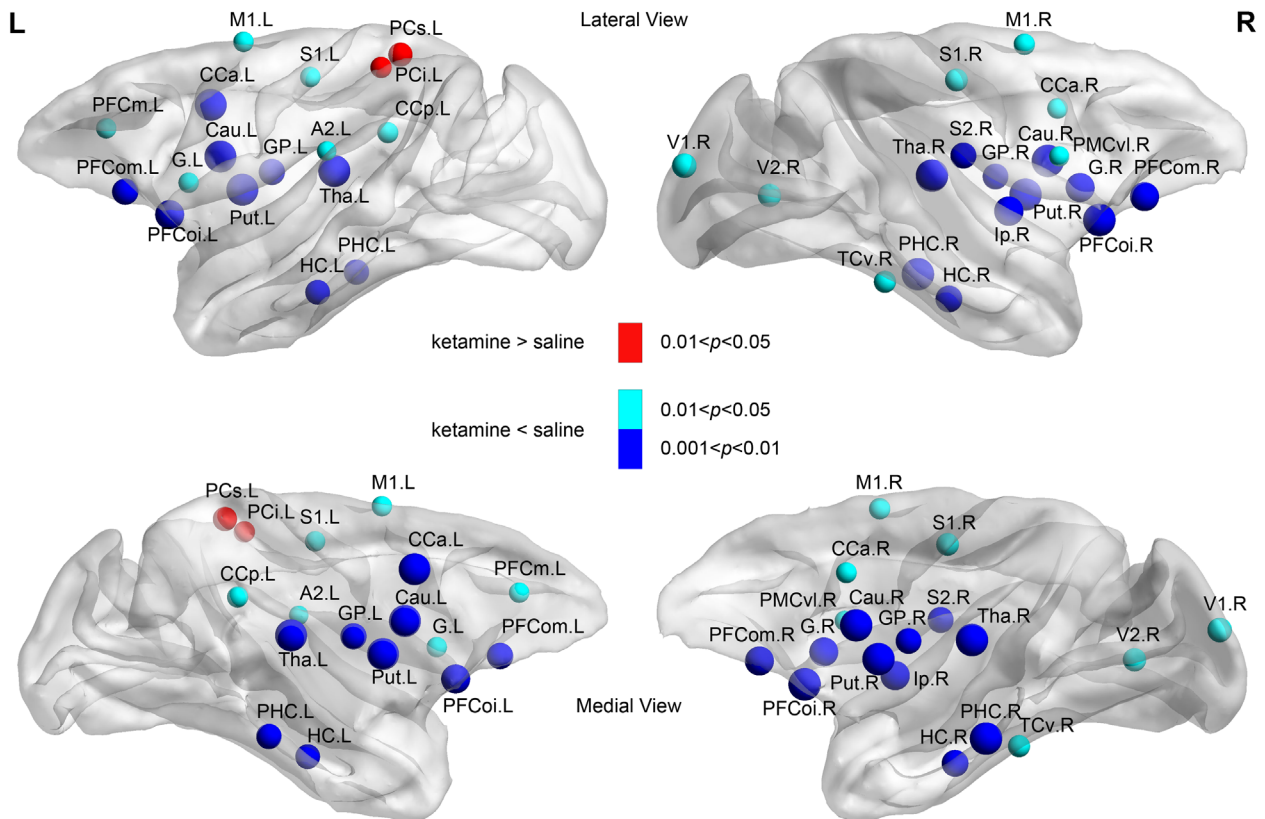 L
Lateral View
R
M1.L
PCs.L
S1.L
PCi.L
CCa.L
PFCm.L
CCp.L
Cau.L
A2.L
G.L
GP.L
PFCom.L
Tha.L
Put.L
PFCoi.L
PHC.L
HC.L
M1.R
S1.R
CCa.R
V1.R
S2.R
Cau.R
Tha.R
PMCvl.R
V2.R
GP.R
G.R
PFCom.R
Put.R
Ip.R
PFCoi.R
PHC.R
TCv.R
HC.R
ketamine > saline
0.01<p<0.05
0.01<p<0.05
ketamine < saline
0.001<p<0.01
PCs.L
M1.L
PCi.L
S1.L
CCa.L
CCp.L
PFCm.L
A2.L
Cau.L
GP.L
G.L
PFCom.L
Tha.L
Put.L
PFCoi.L
PHC.L
HC.L
Medial View
M1.R
S1.R
CCa.R
PMCvl.R
Cau.R
S2.R
V1.R
G.R
GP.R
Tha.R
PFCom.R
V2.R
Put.R
Ip.R
PFCoi.R
PHC.R
TCv.R
HC.R